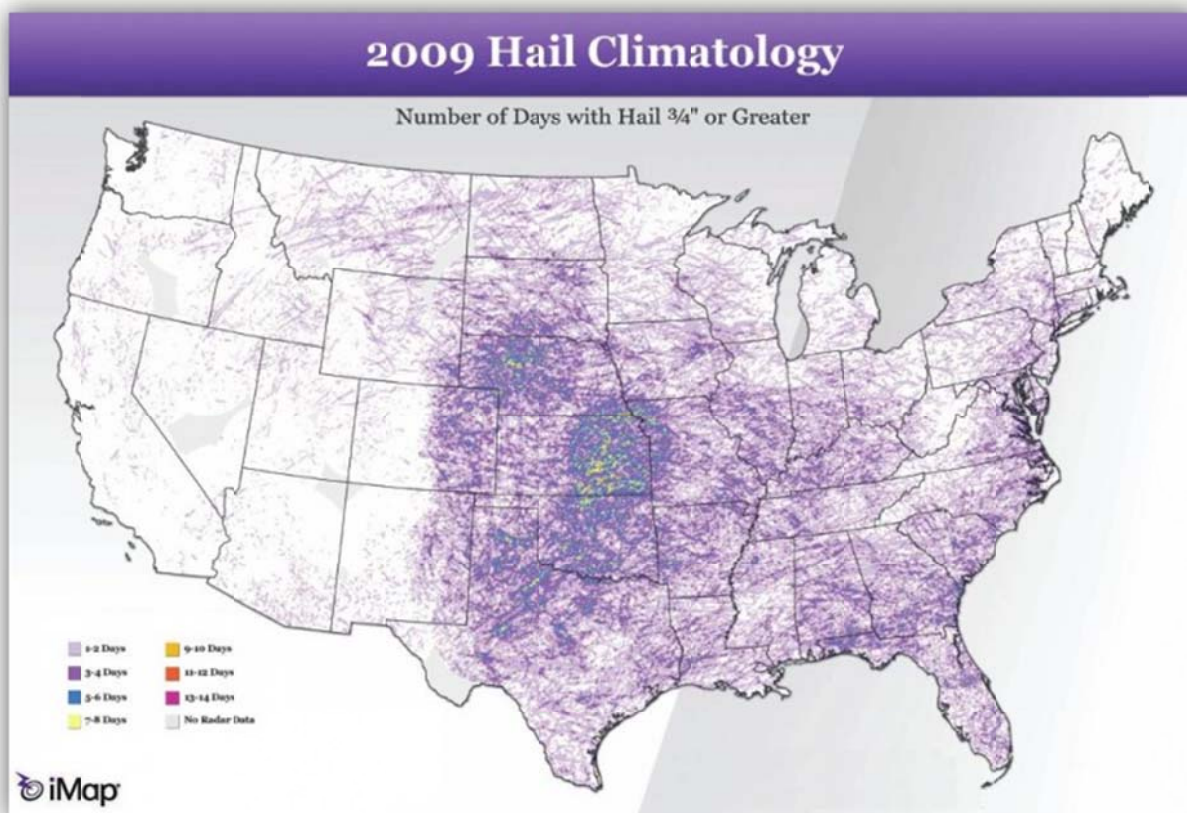 2009 Hail Climatology
Number of Days with Hail ¾" or Greater
1-2 Days
3-4 Days
5-6 Days
7-8 Days
9-10 Days
11-12 Days
13-14 Days
No Radar Data
iMap